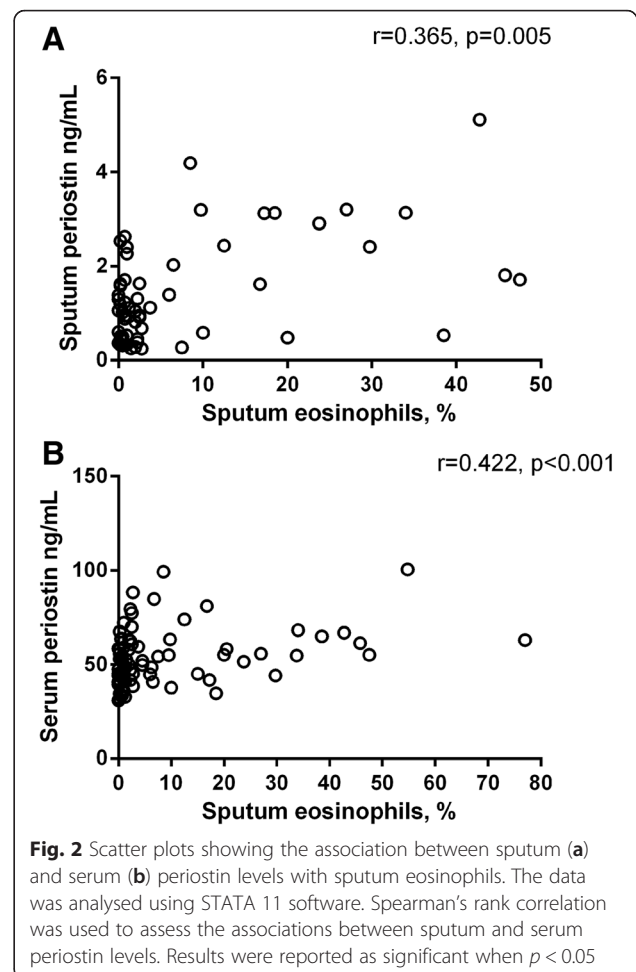 A
r=0.365, p=0.005
6
4
2
0
Sputum periostin ng/mL
0 10 20 30 40 50
Sputum eosinophils, %
B
r=0.422, p<0.001
150
100
50
0
Serum periostin ng/mL
0 10 20 30 40 50 60 70 80
Sputum eosinophils, %
Fig. 2 Scatter plots showing the association between sputum (a)
and serum (b) periostin levels with sputum eosinophils. The data
was analysed using STATA 11 software. Spearman's rank correlation
was used to assess the associations between sputum and serum
periostin levels. Results were reported as significant when p < 0.05